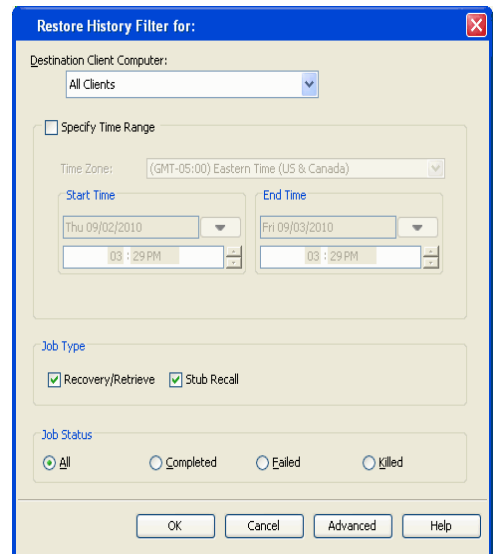 Restore History Filter for:
Destination Client Computer:
All Clients
Specify Time Range
Time Zone: (GMT-05:00) Eastern Time (US & Canada)
Start Time End Time
Thu 09/02/2010 Fri 09/03/2010
03 : 29 PM 03 : 29 PM
Job Type
Recovery/Retrieve Stub Recall
Job Status
All Completed Failed Killed
OK Cancel Advanced Help